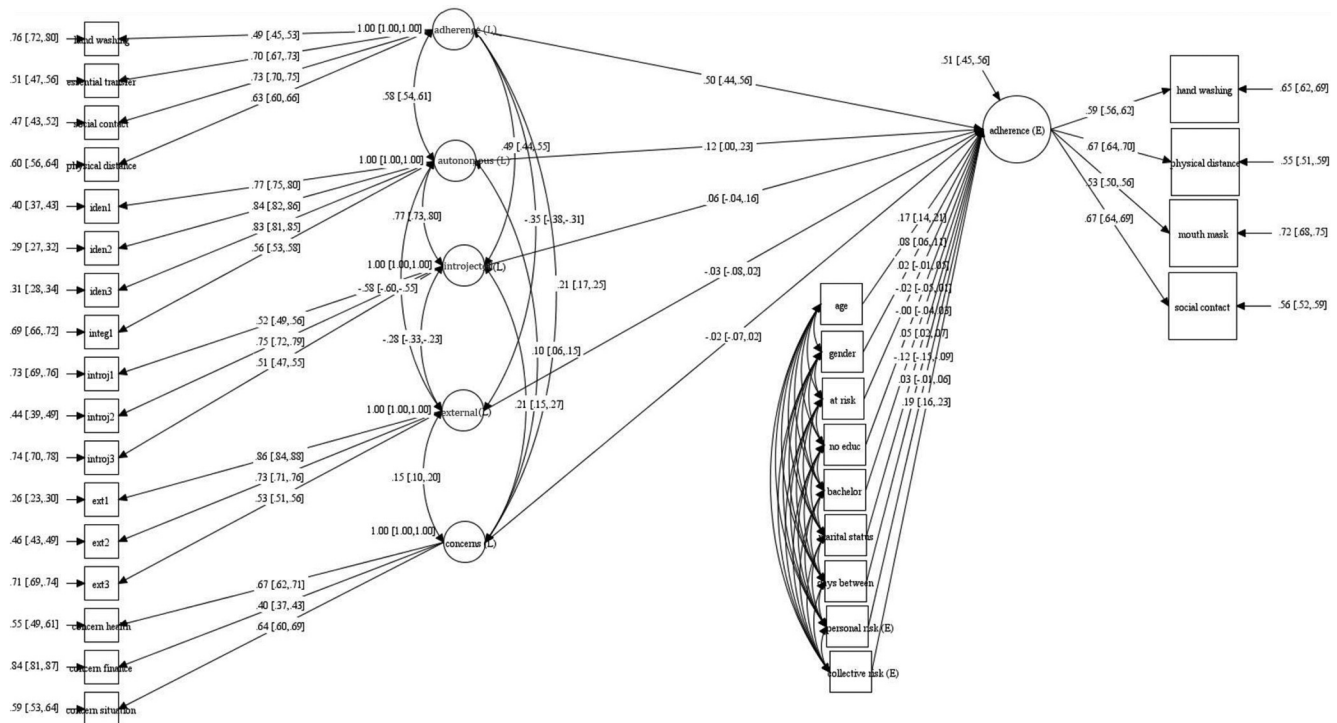 .76 [.72,.80]
hand washing
.51 [.47,.56]
essential transfer
.47 [.43,.52]
social contact
.60 [.56,.64]
physical distance
.40 [.37,.43]
iden1
.29 [.27,.32]
iden2
.31 [.28,.34]
iden3
.69 [.66,.72]
integ1
.73 [.69,.76]
introj1
.44 [.39,.49]
introj2
.74 [.70,.78]
introj3
.26 [.23,.30]
ext1
.46 [.43,.49]
ext2
.71 [.69,.74]
ext3
.55 [.49,.61]
concern health
.84 [.81,.87]
concern finance
.59 [.53,.64]
concern situation
.49 [.45,.53]
.70 [.67,.73]
.73 [.70,.75]
.63 [.60,.66]
.77 [.75,.80]
.84 [.82,.86]
.83 [.81,.85]
.56 [.53,.58]
.52 [.49,.56]
.75 [.72,.79]
.51 [.47,.55]
.86 [.84,.88]
.73 [.71,.76]
.53 [.51,.56]
.67 [.62,.71]
.40 [.37,.43]
.64 [.60,.69]
1.00 [1.00,1.00]
adherence (L)
1.00 [1.00,1.00]
autonomous (L)
1.00 [1.00,1.00]
introjected (L)
1.00 [1.00,1.00]
external (L)
1.00 [1.00,1.00]
concerns (L)
.58 [.54,.61]
.49 [.44,.55]
.77 [.73,.80]
-.35 [-.38,-.31]
-.58 [-.60,-.55]
.21 [.17,.25]
-.28 [-.33,-.23]
.10 [.06,.15]
.21 [.15,.27]
.15 [.10,.20]
.50 [.44,.56]
.12 [.00,.23]
.06 [-.04,.16]
-.03 [-.08,.02]
-.02 [-.07,.02]
.17 [.14,.21]
.08 [.06,.11]
.02 [-.01,.05]
-.02 [-.05,.01]
-.00 [-.04,.03]
.05 [.02,.07]
-.12 [-.15,-.09]
.03 [-.01,.06]
.19 [.16,.23]
age
gender
at risk
no educ
bachelor
marital status
days between
personal risk (E)
collective risk (E)
.51 [.45,.56]
adherence (E)
.59 [.56,.62]
.67 [.64,.70]
.53 [.50,.56]
.67 [.64,.69]
hand washing
.65 [.62,.69]
physical distance
.55 [.51,.59]
mouth mask
.72 [.68,.75]
social contact
.56 [.52,.59]